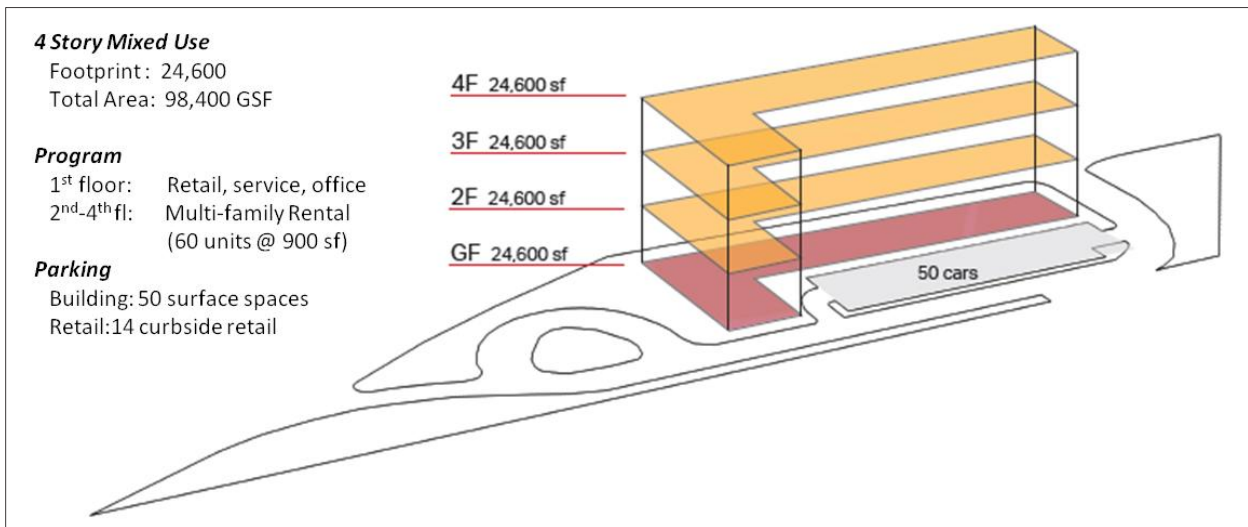 4 Story Mixed Use
Footprint : 24,600
Total Area: 98,400 GSF
Program
1st floor: Retail, service, office
2nd-4th fl: Multi-family Rental
(60 units @ 900 sf)
Parking
Building: 50 surface spaces
Retail:14 curbside retail
4F 24,600 sf
3F 24,600 sf
2F 24,600 sf
GF 24,600 sf
50 cars